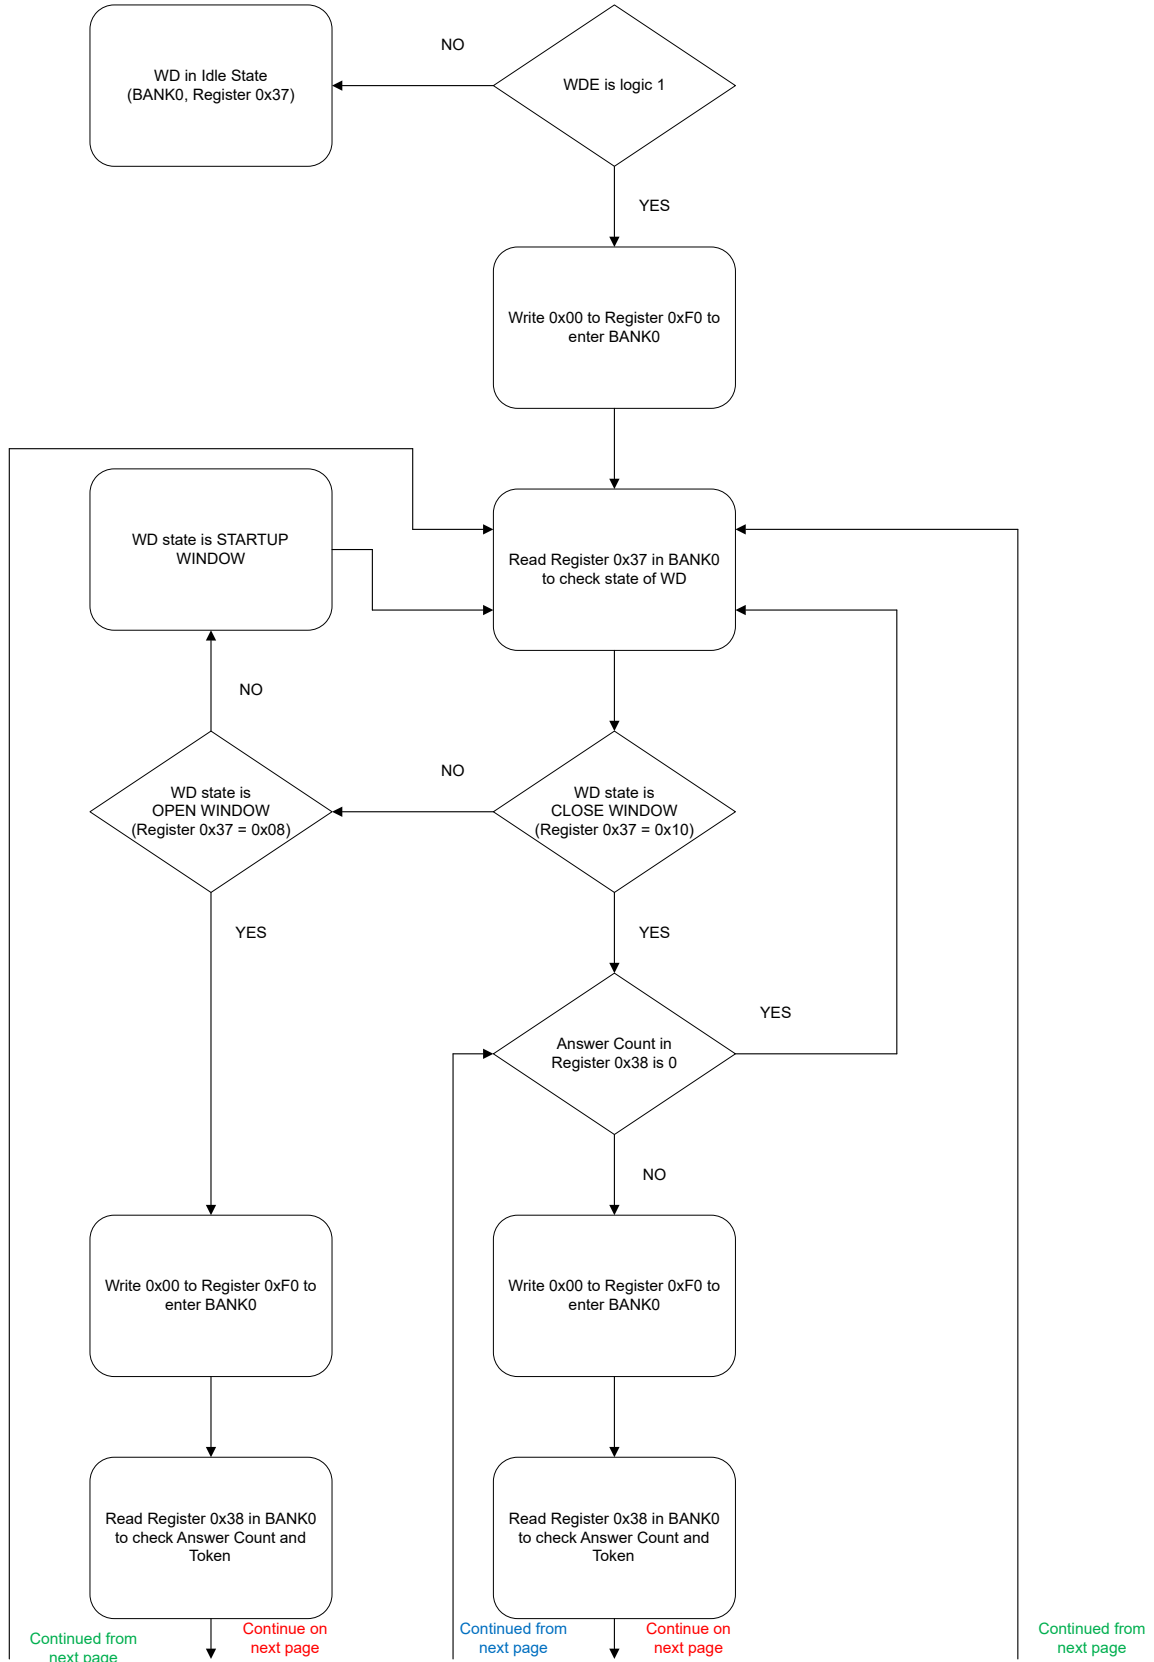 NO
WD in Idle State
(BANK0, Register 0x37)
WDE is logic 1
YES
Write 0x00 to Register 0xF0 to
enter BANK0
WD state is STARTUP
WINDOW
Read Register 0x37 in BANK0
to check state of WD
NO
WD state is
OPEN WINDOW
(Register 0x37 = 0x08)
NO
WD state is
CLOSE WINDOW
(Register 0x37 = 0x10)
YES
YES
Answer Count in
Register 0x38 is 0
YES
NO
Write 0x00 to Register 0xF0 to
enter BANK0
Write 0x00 to Register 0xF0 to
enter BANK0
Read Register 0x38 in BANK0
to check Answer Count and
Token
Read Register 0x38 in BANK0
to check Answer Count and
Token
Continued from
next page
Continue on
next page
Continued from
next page
Continue on
next page
Continued from
next page